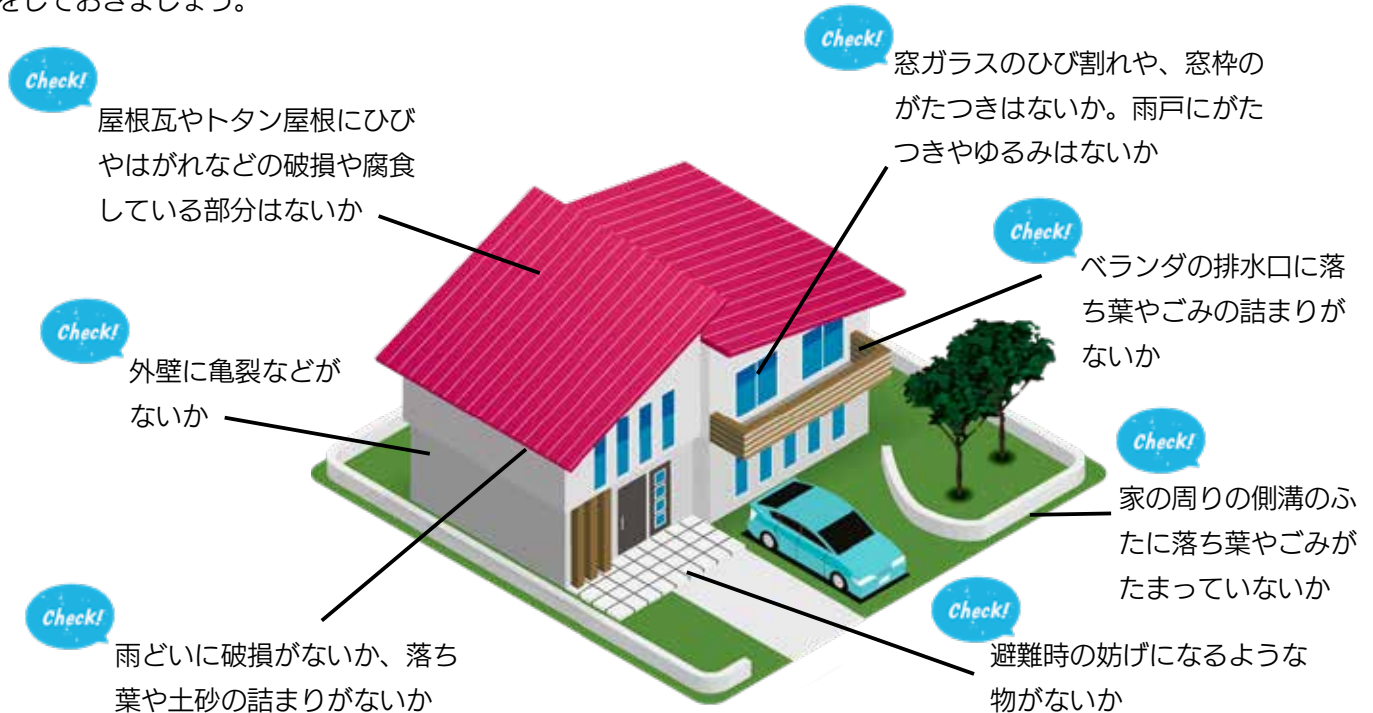 をしておきましょう。
Check!
屋根瓦やトタン屋根にひび
やはがれなどの破損や腐食
している部分はないか
Check!
窓ガラスのひび割れや、窓枠の
がたつきはないか。雨戸にがた
つきやゆるみはないか
Check!
ベランダの排水口に落
ち葉やごみの詰まりが
ないか
Check!
外壁に亀裂などが
ないか
Check!
家の周りの側溝のふ
たに落ち葉やごみが
たまっていないか
Check!
雨どいに破損がないか、落ち
葉や土砂の詰まりがないか
Check!
避難時の妨げになるような
物がないか